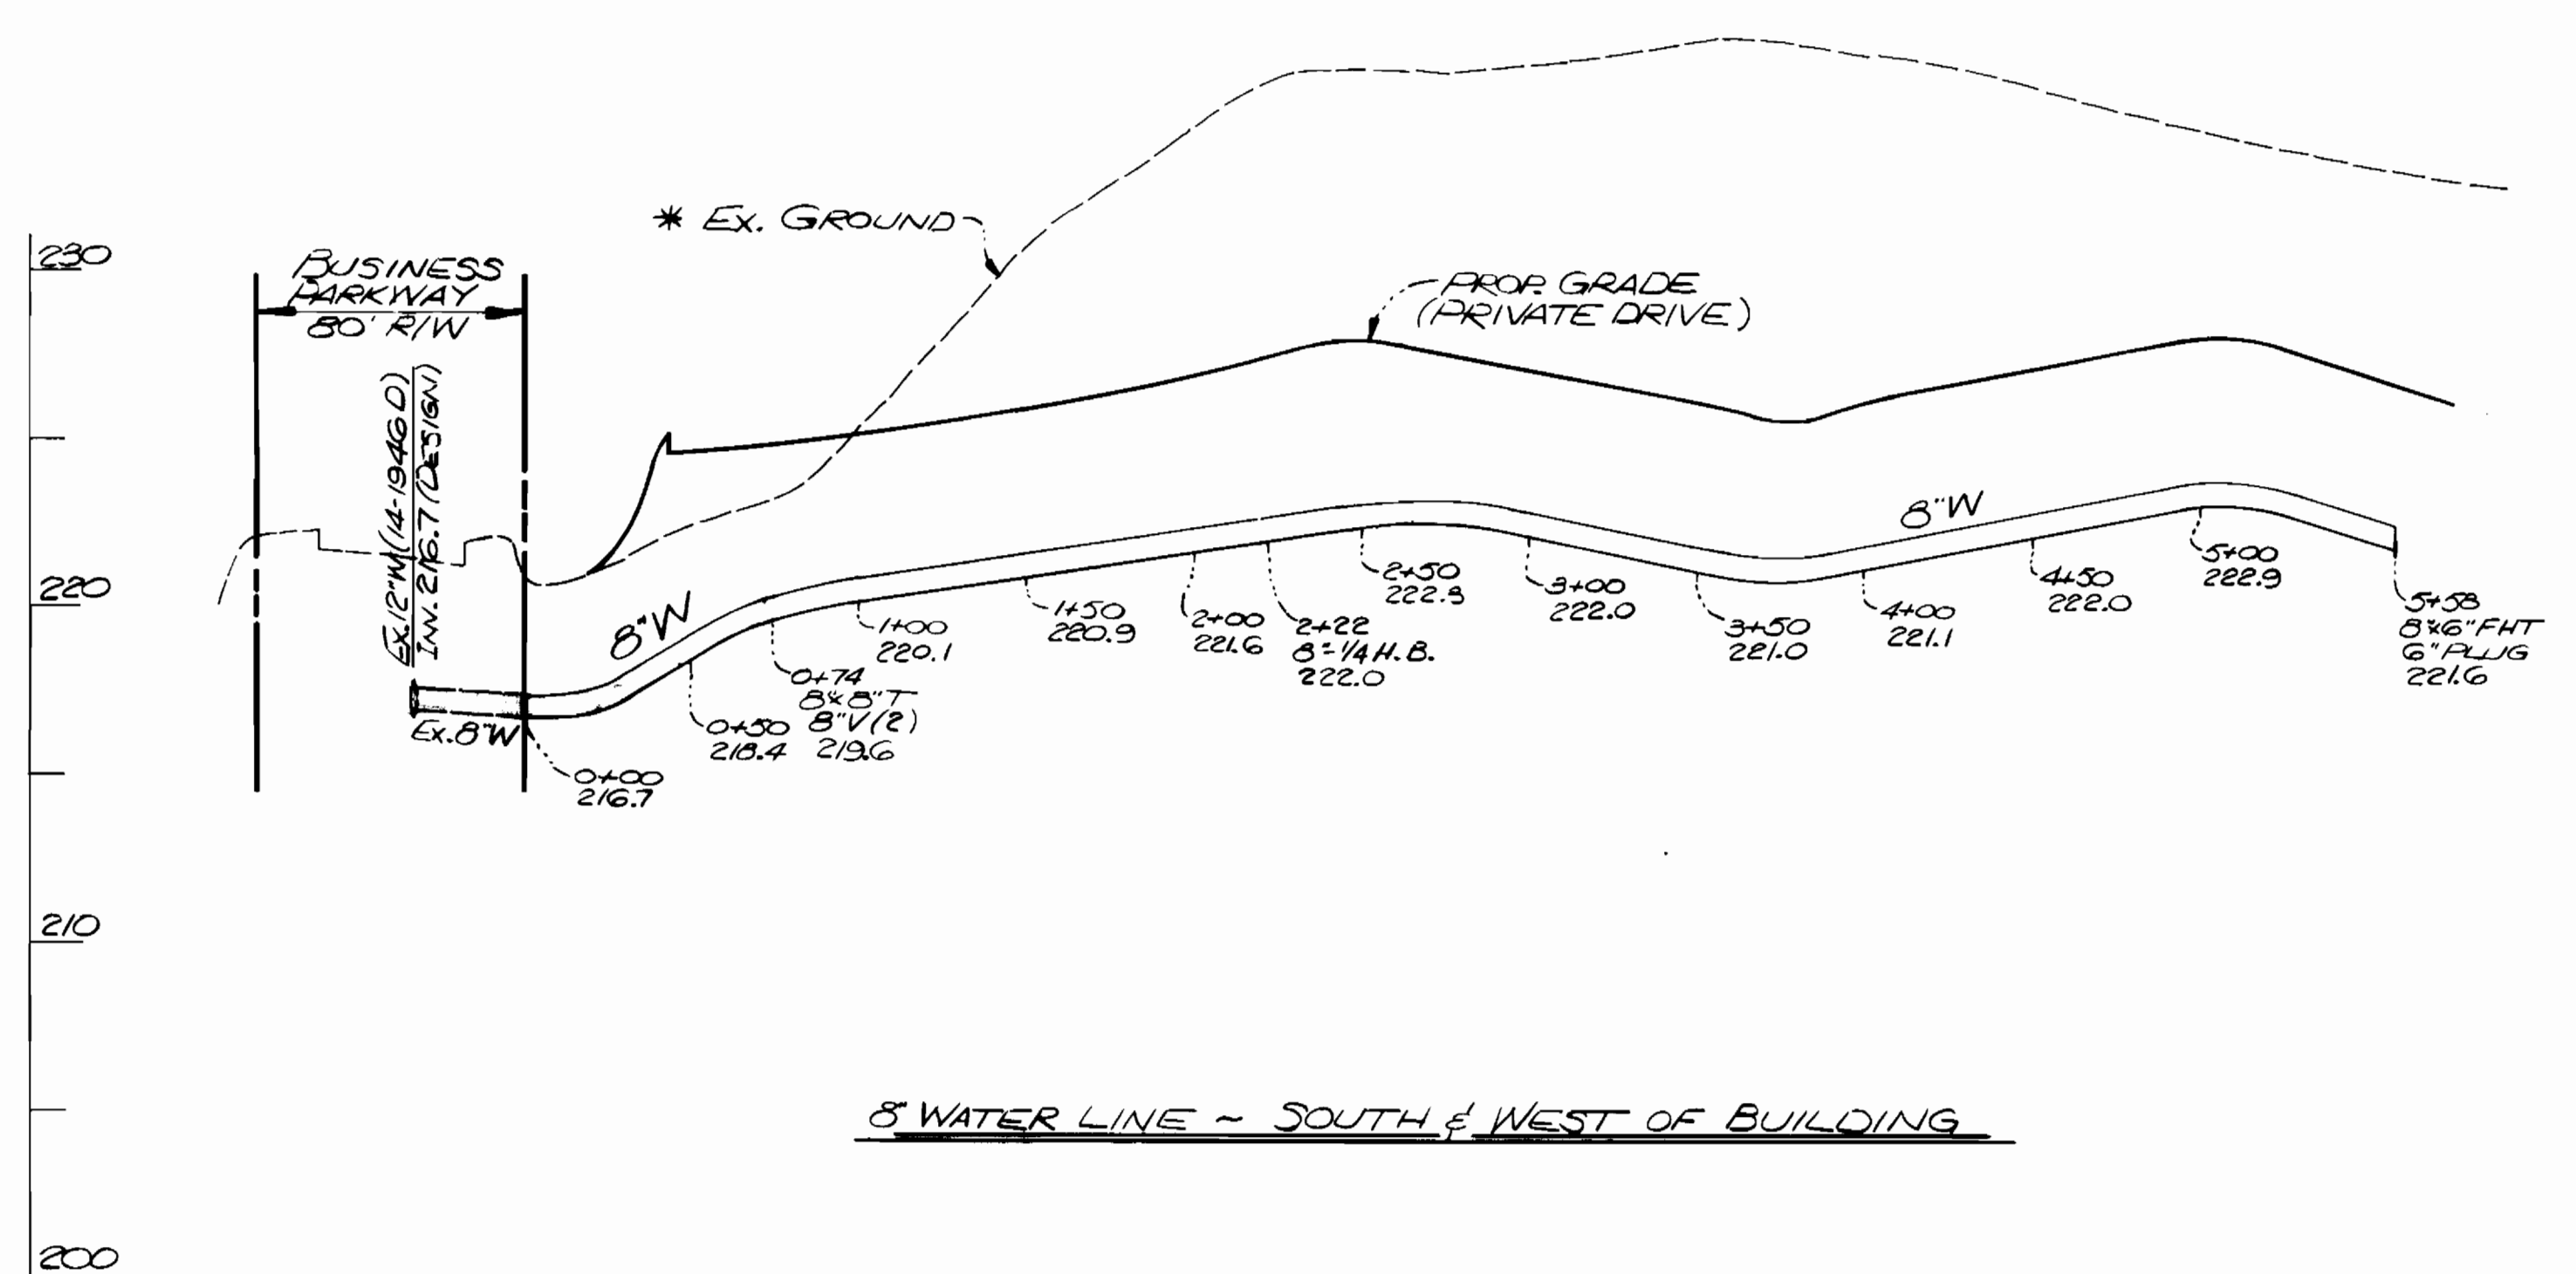 * EX. GROUND
230
BUSINESS
PARKWAY
80' R/W
PROP. GRADE
(PRIVATE DRIVE)
EX. 12"W (14-1946 D)
INV. 216.7 (DESIGN)
220
8"W
8"W
EX. 8"W
0+00
216.7
0+50
218.4
0+74
8"x8"T
8"V(2)
219.6
1+00
220.1
1+50
220.9
2+00
221.6
2+22
8"-1/4 H.B.
222.0
2+50
222.3
3+00
222.0
3+50
221.0
4+00
221.1
4+50
222.0
5+00
222.9
5+58
8"x6" FHT
6" PLUG
221.6
210
8" WATER LINE ~ SOUTH & WEST OF BUILDING
200